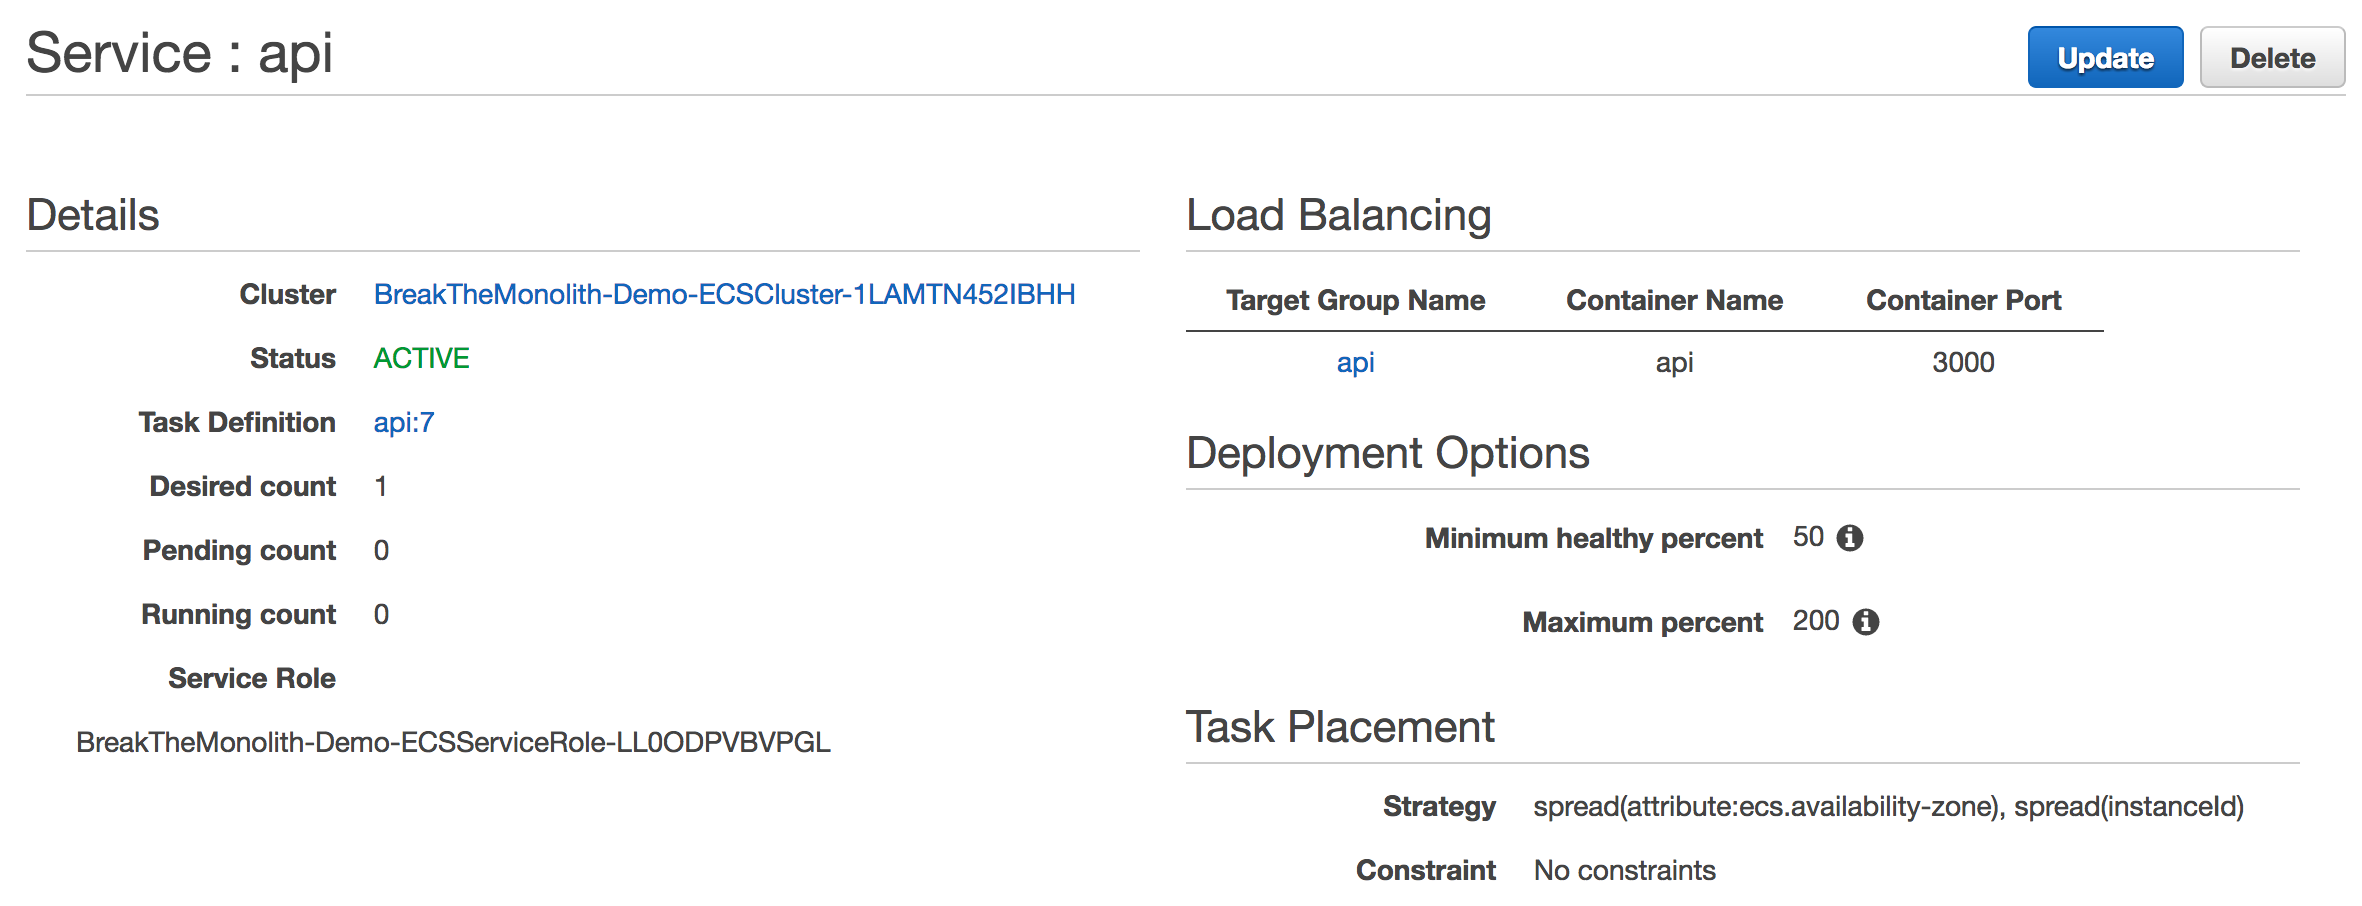 Service : api
Update
Delete
Details
Cluster BreakTheMonolith-Demo-ECSCluster-1LAMTN452IBHH
Status ACTIVE
Task Definition api:7
Desired count 1
Pending count 0
Running count 0
Service Role
BreakTheMonolith-Demo-ECSServiceRole-LL0ODPVBVPGL
Load Balancing
Target Group Name Container Name Container Port
api api 3000
Deployment Options
Minimum healthy percent 50
Maximum percent 200
Task Placement
Strategy spread(attribute:ecs.availability-zone), spread(instanceId)
Constraint No constraints